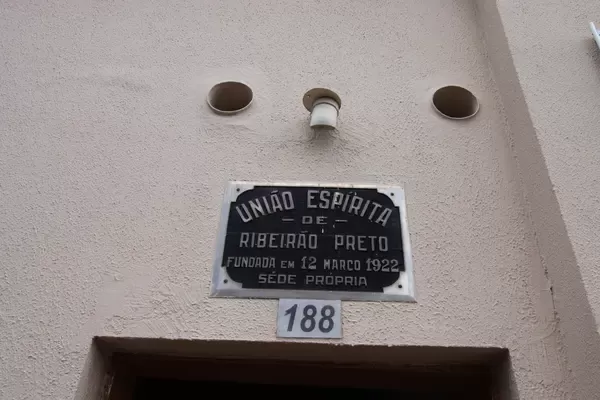 UNIÃO ESPÍRITA
- DE -
RIBEIRÃO PRETO
FUNDADA EM 12 MARÇO 1922
SÉDE PRÓPRIA
188